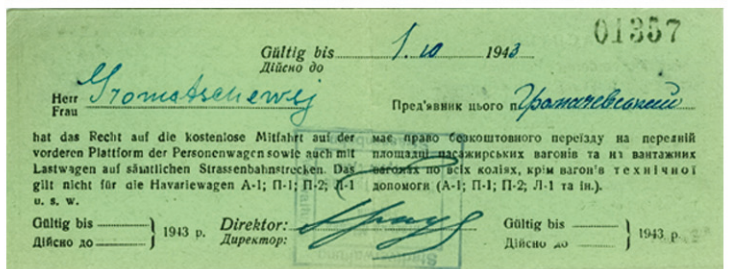 01357
Gültig bis 1. 10 1943
Дійсно до
Herr Gromatschewsj
Frau
Пред'явник цього п. Громачевський
hat das Recht auf die kostenlose Mitfahrt auf der
vorderen Plattform der Personenwagen sowie auch mit
Lastwagen auf sämtlichen Strassenbahnstrecken. Das
gilt nicht für die Havariewagen А-1; П-1; П-2; Л-1
u. s. w.
має право безкоштовного переїзду на передній
площадці пасажирських вагонів та на вантажних
вагонах по всіх коліях, крім вагон'в технічної
допомоги (А-1; П-1; П-2; Л-1 та ін.).
Gültig bis
Дійсно до
1943 р.
Direktor:
Директор:
Gültig bis
Дійсно до
1943 р.
Stadtverwaltung